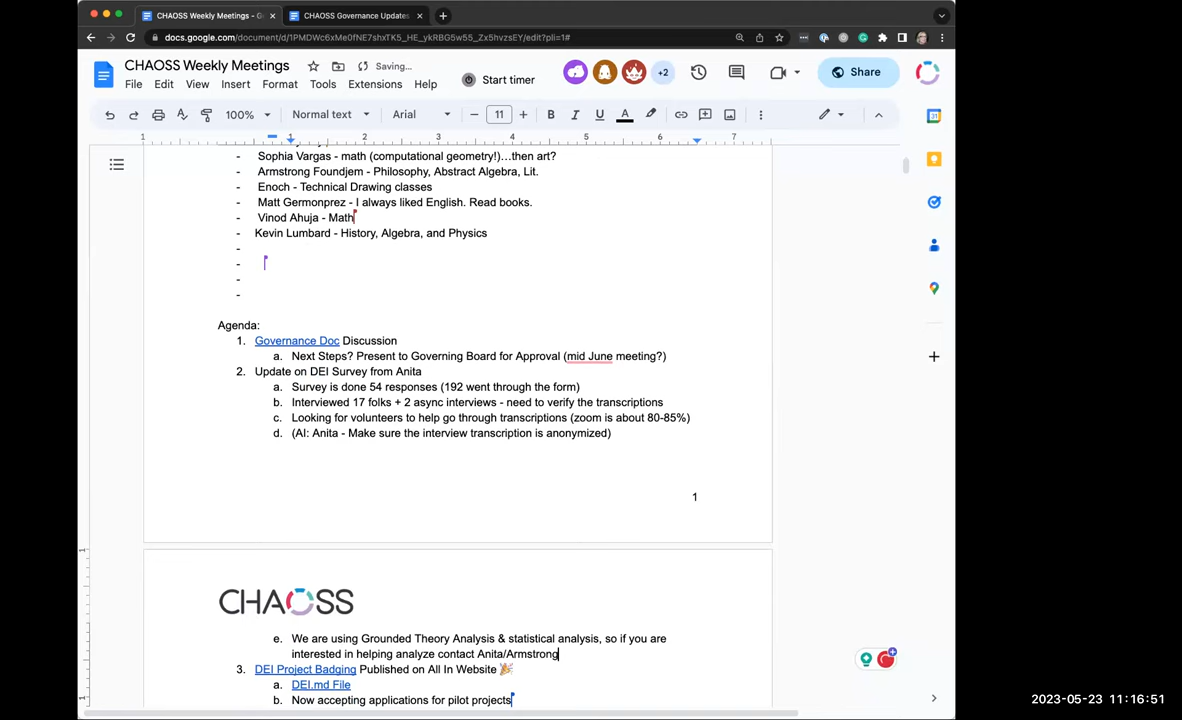 CHAOSS Weekly Meetings - G
CHAOSS Governance Updates
docs.google.com/document/d/1PMDWc6xMe0fNE7shxTK5_HE_ykRBG5w55_Zx5hvzsEY/edit?pli=1#
CHAOSS Weekly Meetings
Saving...
File Edit View Insert Format Tools Extensions Help
Start timer
+2
Share
100%
Normal text
Arial
11
B I U A
1 1 2 3 4 5 6 7
Sophia Vargas - math (computational geometry!)…then art?
- Armstrong Foundjem - Philosophy, Abstract Algebra, Lit.
- Enoch - Technical Drawing classes
- Matt Germonprez - I always liked English. Read books.
- Vinod Ahuja - Math
- Kevin Lumbard - History, Algebra, and Physics
-
-
-
-
Agenda:
1. Governance Doc Discussion
a. Next Steps? Present to Governing Board for Approval (mid June meeting?)
2. Update on DEI Survey from Anita
a. Survey is done 54 responses (192 went through the form)
b. Interviewed 17 folks + 2 async interviews - need to verify the transcriptions
c. Looking for volunteers to help go through transcriptions (zoom is about 80-85%)
d. (AI: Anita - Make sure the interview transcription is anonymized)
1
CHAOSS
e. We are using Grounded Theory Analysis & statistical analysis, so if you are
interested in helping analyze contact Anita/Armstrong
3. DEI Project Badging Published on All In Website 🎉
a. DEI.md File
b. Now accepting applications for pilot projects
2023-05-23 11:16:51